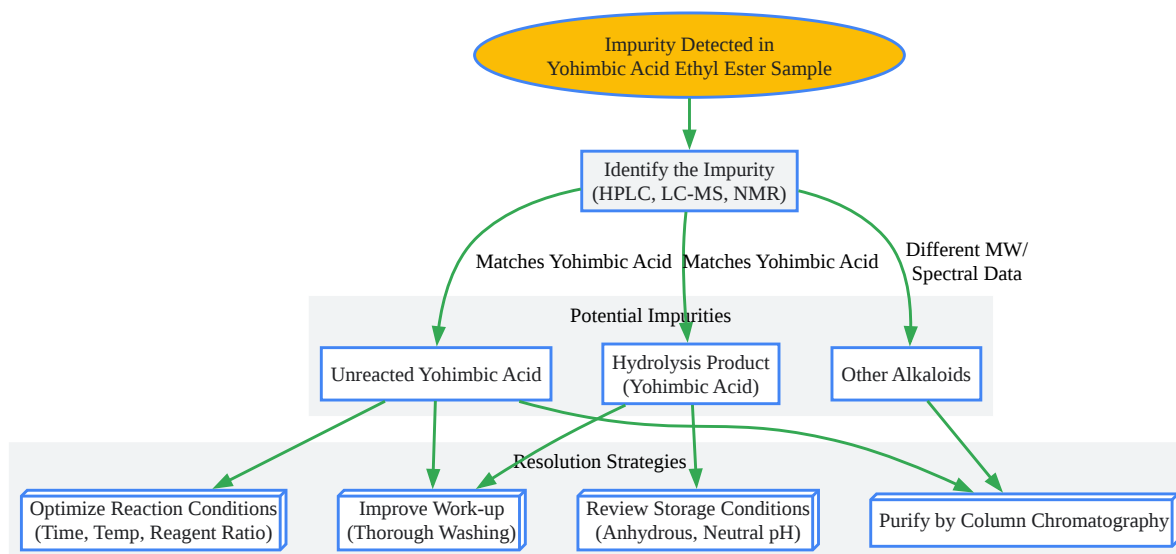 Impurity Detected in
Yohimbic Acid Ethyl Ester Sample
Identify the Impurity
(HPLC, LC-MS, NMR)
Matches Yohimbic Acid
Matches Yohimbic Acid
Different MW/
Spectral Data
Potential Impurities
Unreacted Yohimbic Acid
Hydrolysis Product
(Yohimbic Acid)
Other Alkaloids
Resolution Strategies
Optimize Reaction Conditions
(Time, Temp, Reagent Ratio)
Improve Work-up
(Thorough Washing)
Review Storage Conditions
(Anhydrous, Neutral pH)
Purify by Column Chromatography